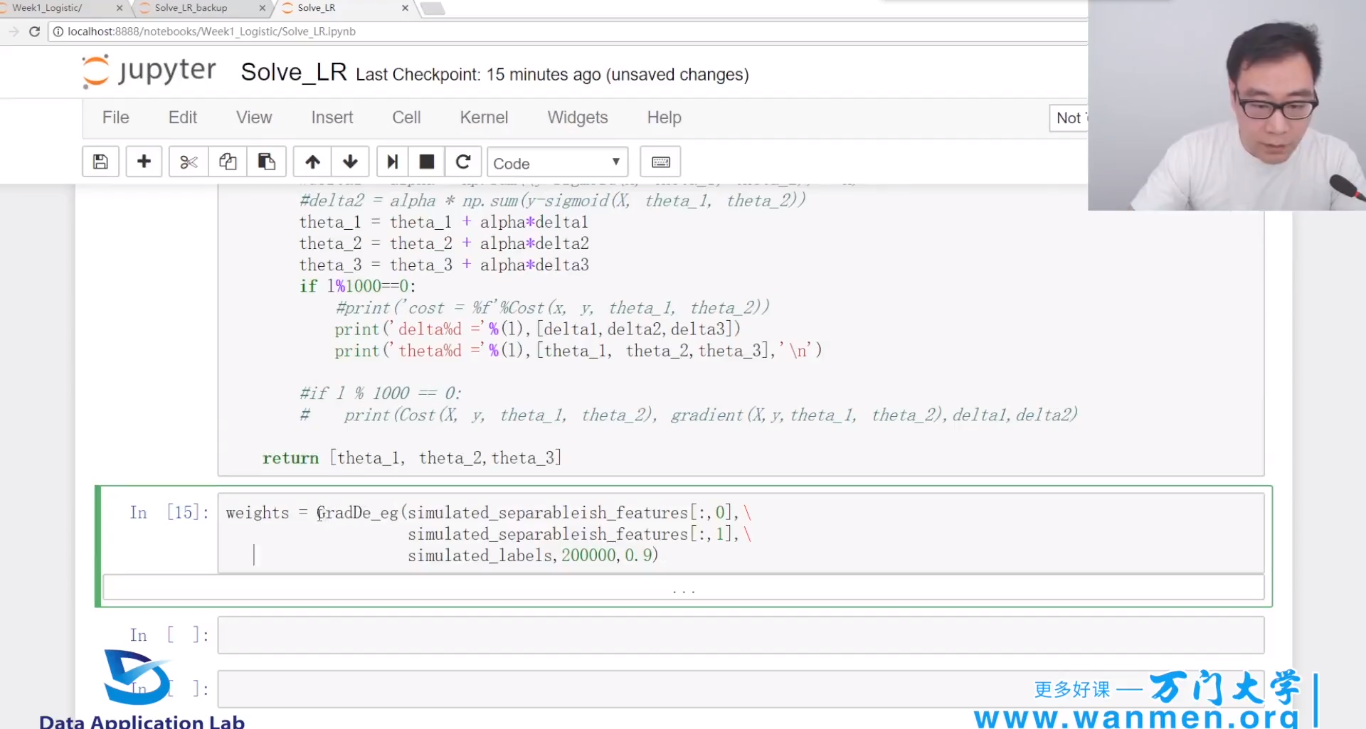 Week1_Logistic/
Solve_LR_backup
Solve_LR
localhost:8888/notebooks/Week1_Logistic/Solve_LR.ipynb
jupyter Solve_LR Last Checkpoint: 15 minutes ago (unsaved changes)
File Edit View Insert Cell Kernel Widgets Help
Not
Code
#delta2 = alpha * np.sum(y-sigmoid(X, theta_1, theta_2))
theta_1 = theta_1 + alpha*delta1
theta_2 = theta_2 + alpha*delta2
theta_3 = theta_3 + alpha*delta3
if l%1000==0:
#print('cost = %f'%Cost(x, y, theta_1, theta_2))
print('delta%d ='%(l),[delta1,delta2,delta3])
print('theta%d ='%(l),[theta_1, theta_2,theta_3],'\n')
#if l % 1000 == 0:
# print(Cost(X, y, theta_1, theta_2), gradient(X,y,theta_1, theta_2),delta1,delta2)
return [theta_1, theta_2,theta_3]
In [15]: weights = GradDe_eg(simulated_separableish_features[:,0],\
simulated_separableish_features[:,1],\
simulated_labels,200000,0.9)
...
In [ ]:
In [ ]:
Data Application Lab
更多好课 — 万门大学
www.wanmen.org